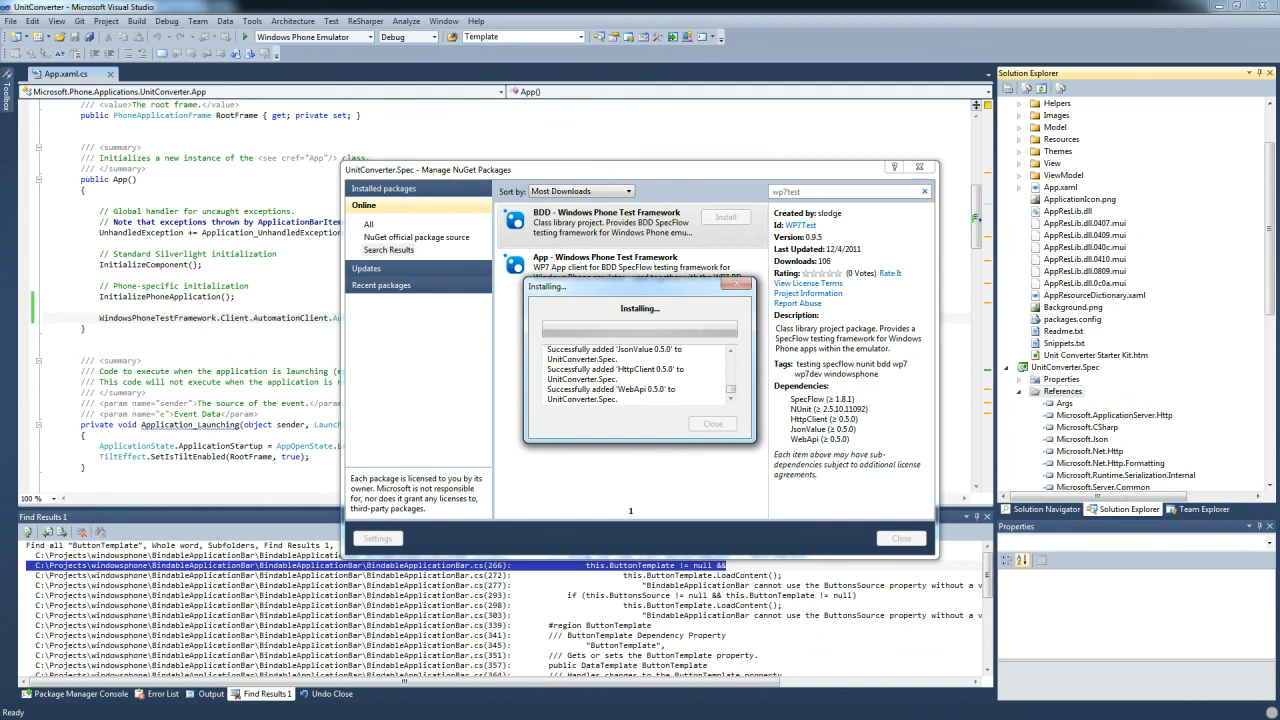 UnitConverter - Microsoft Visual Studio
File Edit View Git Project Build Debug Team Data Tools Architecture Test ReSharper Analyze Window Help
Windows Phone Emulator Debug Template
App.xaml.cs
Toolbox
Microsoft.Phone.Applications.UnitConverter.App App()
/// <value>The root frame.</value>
public PhoneApplicationFrame RootFrame { get; private set; }
/// <summary>
/// Initializes a new instance of the <see cref="App"/> class.
/// </summary>
public App()
{
// Global handler for uncaught exceptions.
// Note that exceptions thrown by ApplicationBarItem
UnhandledException += Application_UnhandledException
// Standard Silverlight initialization
InitializeComponent();
// Phone-specific initialization
InitializePhoneApplication();
WindowsPhoneTestFramework.Client.AutomationClient.
}
/// <summary>
/// Code to execute when the application is launching (
/// This code will not execute when the application is
/// </summary>
/// <param name="sender">The source of the event.</
/// <param name="e">Event Data</param>
private void Application_Launching(object sender, Launch
{
ApplicationState.ApplicationStartup = AppOpenState.
TiltEffect.SetIsTiltEnabled(RootFrame, true);
}
100 %
UnitConverter.Spec - Manage NuGet Packages
Installed packages
Online
All
NuGet official package source
Search Results
Updates
Recent packages
Each package is licensed to you by its
owner. Microsoft is not responsible
for, nor does it grant any licenses to,
third-party packages.
Settings
Sort by: Most Downloads
wp7test
BDD - Windows Phone Test Framework
Class library project. Provides BDD SpecFlow
testing framework for Windows Phone emu...
Install
App - Windows Phone Test Framework
WP7 App client for BDD SpecFlow testing framework for
Installing...
Installing...
Successfully added 'JsonValue 0.5.0' to
UnitConverter.Spec.
Successfully added 'HttpClient 0.5.0' to
UnitConverter.Spec.
Successfully added 'WebApi 0.5.0' to
UnitConverter.Spec.
Close
1
Created by: slodge
Id: WP7Test
Version: 0.9.5
Last Updated: 12/4/2011
Downloads: 106
Rating: (0 Votes) Rate It
View License Terms
Project Information
Report Abuse
Description:
Class library project package. Provides a
SpecFlow testing framework for Windows
Phone apps within the emulator.
Tags: testing specflow nunit bdd wp7
wp7dev windowsphone
Dependencies:
SpecFlow (≥ 1.8.1)
NUnit (≥ 2.5.10.11092)
HttpClient (≥ 0.5.0)
JsonValue (≥ 0.5.0)
WebApi (≥ 0.5.0)
Each item above may have sub-
dependencies subject to additional license
agreements.
Close
Solution Explorer
Helpers
Images
Model
Resources
Themes
View
ViewModel
App.xaml
ApplicationIcon.png
AppResLib.dll
AppResLib.dll.0407.mui
AppResLib.dll.0409.mui
AppResLib.dll.040c.mui
AppResLib.dll.0410.mui
AppResLib.dll.0809.mui
AppResLib.dll.0c0a.mui
AppResourceDictionary.xaml
Background.png
packages.config
Readme.txt
Snippets.txt
Unit Converter Starter Kit.htm
UnitConverter.Spec
Properties
References
Args
Microsoft.ApplicationServer.Http
Microsoft.CSharp
Microsoft.Json
Microsoft.Net.Http
Microsoft.Net.Http.Formatting
Microsoft.Runtime.Serialization.Internal
Microsoft.Server.Common
Solution Navigator Solution Explorer Team Explorer
Properties
Find Results 1
Find all "ButtonTemplate", Whole word, Subfolders, Find Results 1,
C:\Projects\windowsphone\BindableApplicationBar\BindableApplicationBar
C:\Projects\windowsphone\BindableApplicationBar\BindableApplicationBar\BindableApplicationBar.cs(266): this.ButtonTemplate != null &&
C:\Projects\windowsphone\BindableApplicationBar\BindableApplicationBar\BindableApplicationBar.cs(272): this.ButtonTemplate.LoadContent();
C:\Projects\windowsphone\BindableApplicationBar\BindableApplicationBar\BindableApplicationBar.cs(277): "BindableApplicationBar cannot use the ButtonsSource property without a v
C:\Projects\windowsphone\BindableApplicationBar\BindableApplicationBar\BindableApplicationBar.cs(293): if (this.ButtonsSource != null && this.ButtonTemplate != null)
C:\Projects\windowsphone\BindableApplicationBar\BindableApplicationBar\BindableApplicationBar.cs(298): this.ButtonTemplate.LoadContent();
C:\Projects\windowsphone\BindableApplicationBar\BindableApplicationBar\BindableApplicationBar.cs(303): "BindableApplicationBar cannot use the ButtonsSource property without a v
C:\Projects\windowsphone\BindableApplicationBar\BindableApplicationBar\BindableApplicationBar.cs(339): #region ButtonTemplate
C:\Projects\windowsphone\BindableApplicationBar\BindableApplicationBar\BindableApplicationBar.cs(341): /// ButtonTemplate Dependency Property
C:\Projects\windowsphone\BindableApplicationBar\BindableApplicationBar\BindableApplicationBar.cs(345): "ButtonTemplate",
C:\Projects\windowsphone\BindableApplicationBar\BindableApplicationBar\BindableApplicationBar.cs(351): /// Gets or sets the ButtonTemplate property.
C:\Projects\windowsphone\BindableApplicationBar\BindableApplicationBar\BindableApplicationBar.cs(357): public DataTemplate ButtonTemplate
Package Manager Console Error List Output Find Results 1 Undo Close
Ready